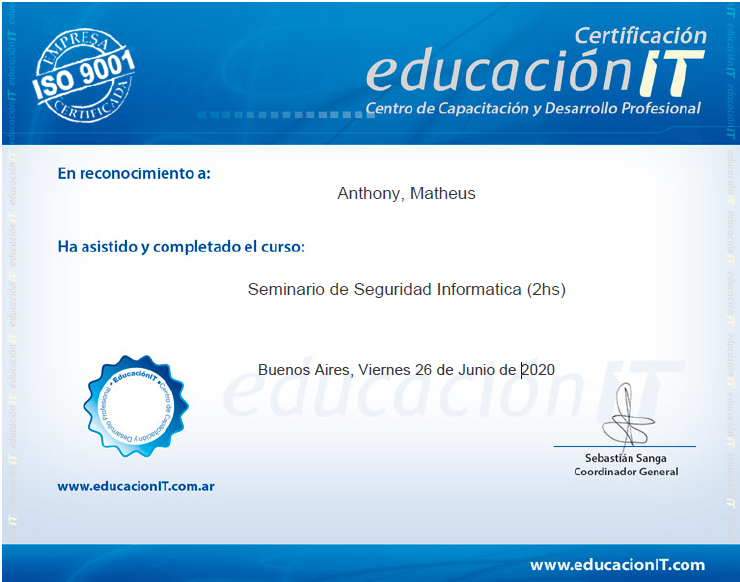 EMPRESA
ISO 9001
CERTIFICADA
Certificación
educaciónIT
Centro de Capacitación y Desarrollo Profesional
En reconocimiento a:
Anthony, Matheus
Ha asistido y completado el curso:
Seminario de Seguridad Informatica (2hs)
Buenos Aires, Viernes 26 de Junio de 2020
educaciónIT
• EducaciónIT • Centro de Capacitación y Desarrollo Profesional
Sebastián Sanga
Coordinador General
www.educacionIT.com.ar
www.educacionIT.com